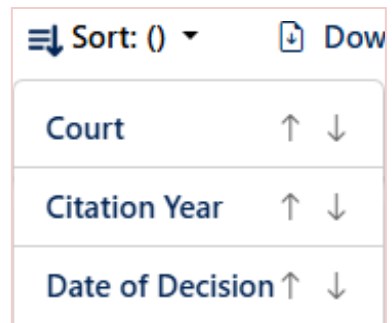 Sort: () Dow
Court ↑ ↓
Citation Year ↑ ↓
Date of Decision ↑ ↓